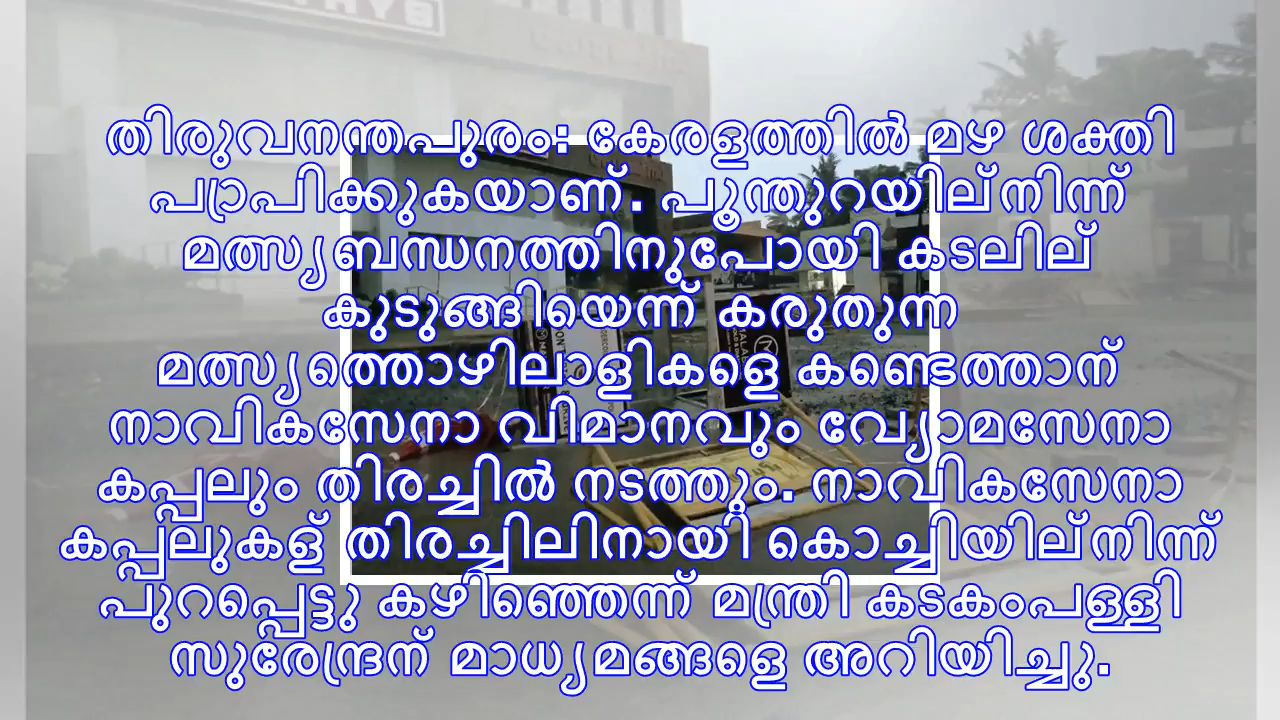 തിരുവനന്തപുരം: കേരളത്തിൽ മഴ ശക്തി
പ്രാപിക്കുകയാണ്. പൂന്തുറയില്‌നിന്ന്
മത്സ്യബന്ധനത്തിനുപോയി കടലില്
കുടുങ്ങിയെന്ന് കരുതുന്ന
മത്സ്യത്തൊഴിലാളികളെ കണ്ടെത്താന്
നാവികസേനാ വിമാനവും വ്യോമസേനാ
കപ്പലും തിരച്ചിൽ നടത്തും. നാവികസേനാ
കപ്പലുകള് തിരച്ചിലിനായി കൊച്ചിയില്‌നിന്ന്
പുറപ്പെട്ടു കഴിഞ്ഞെന്ന് മന്ത്രി കടകംപള്ളി
സുരേന്ദ്രന് മാധ്യമങ്ങളെ അറിയിച്ചു.